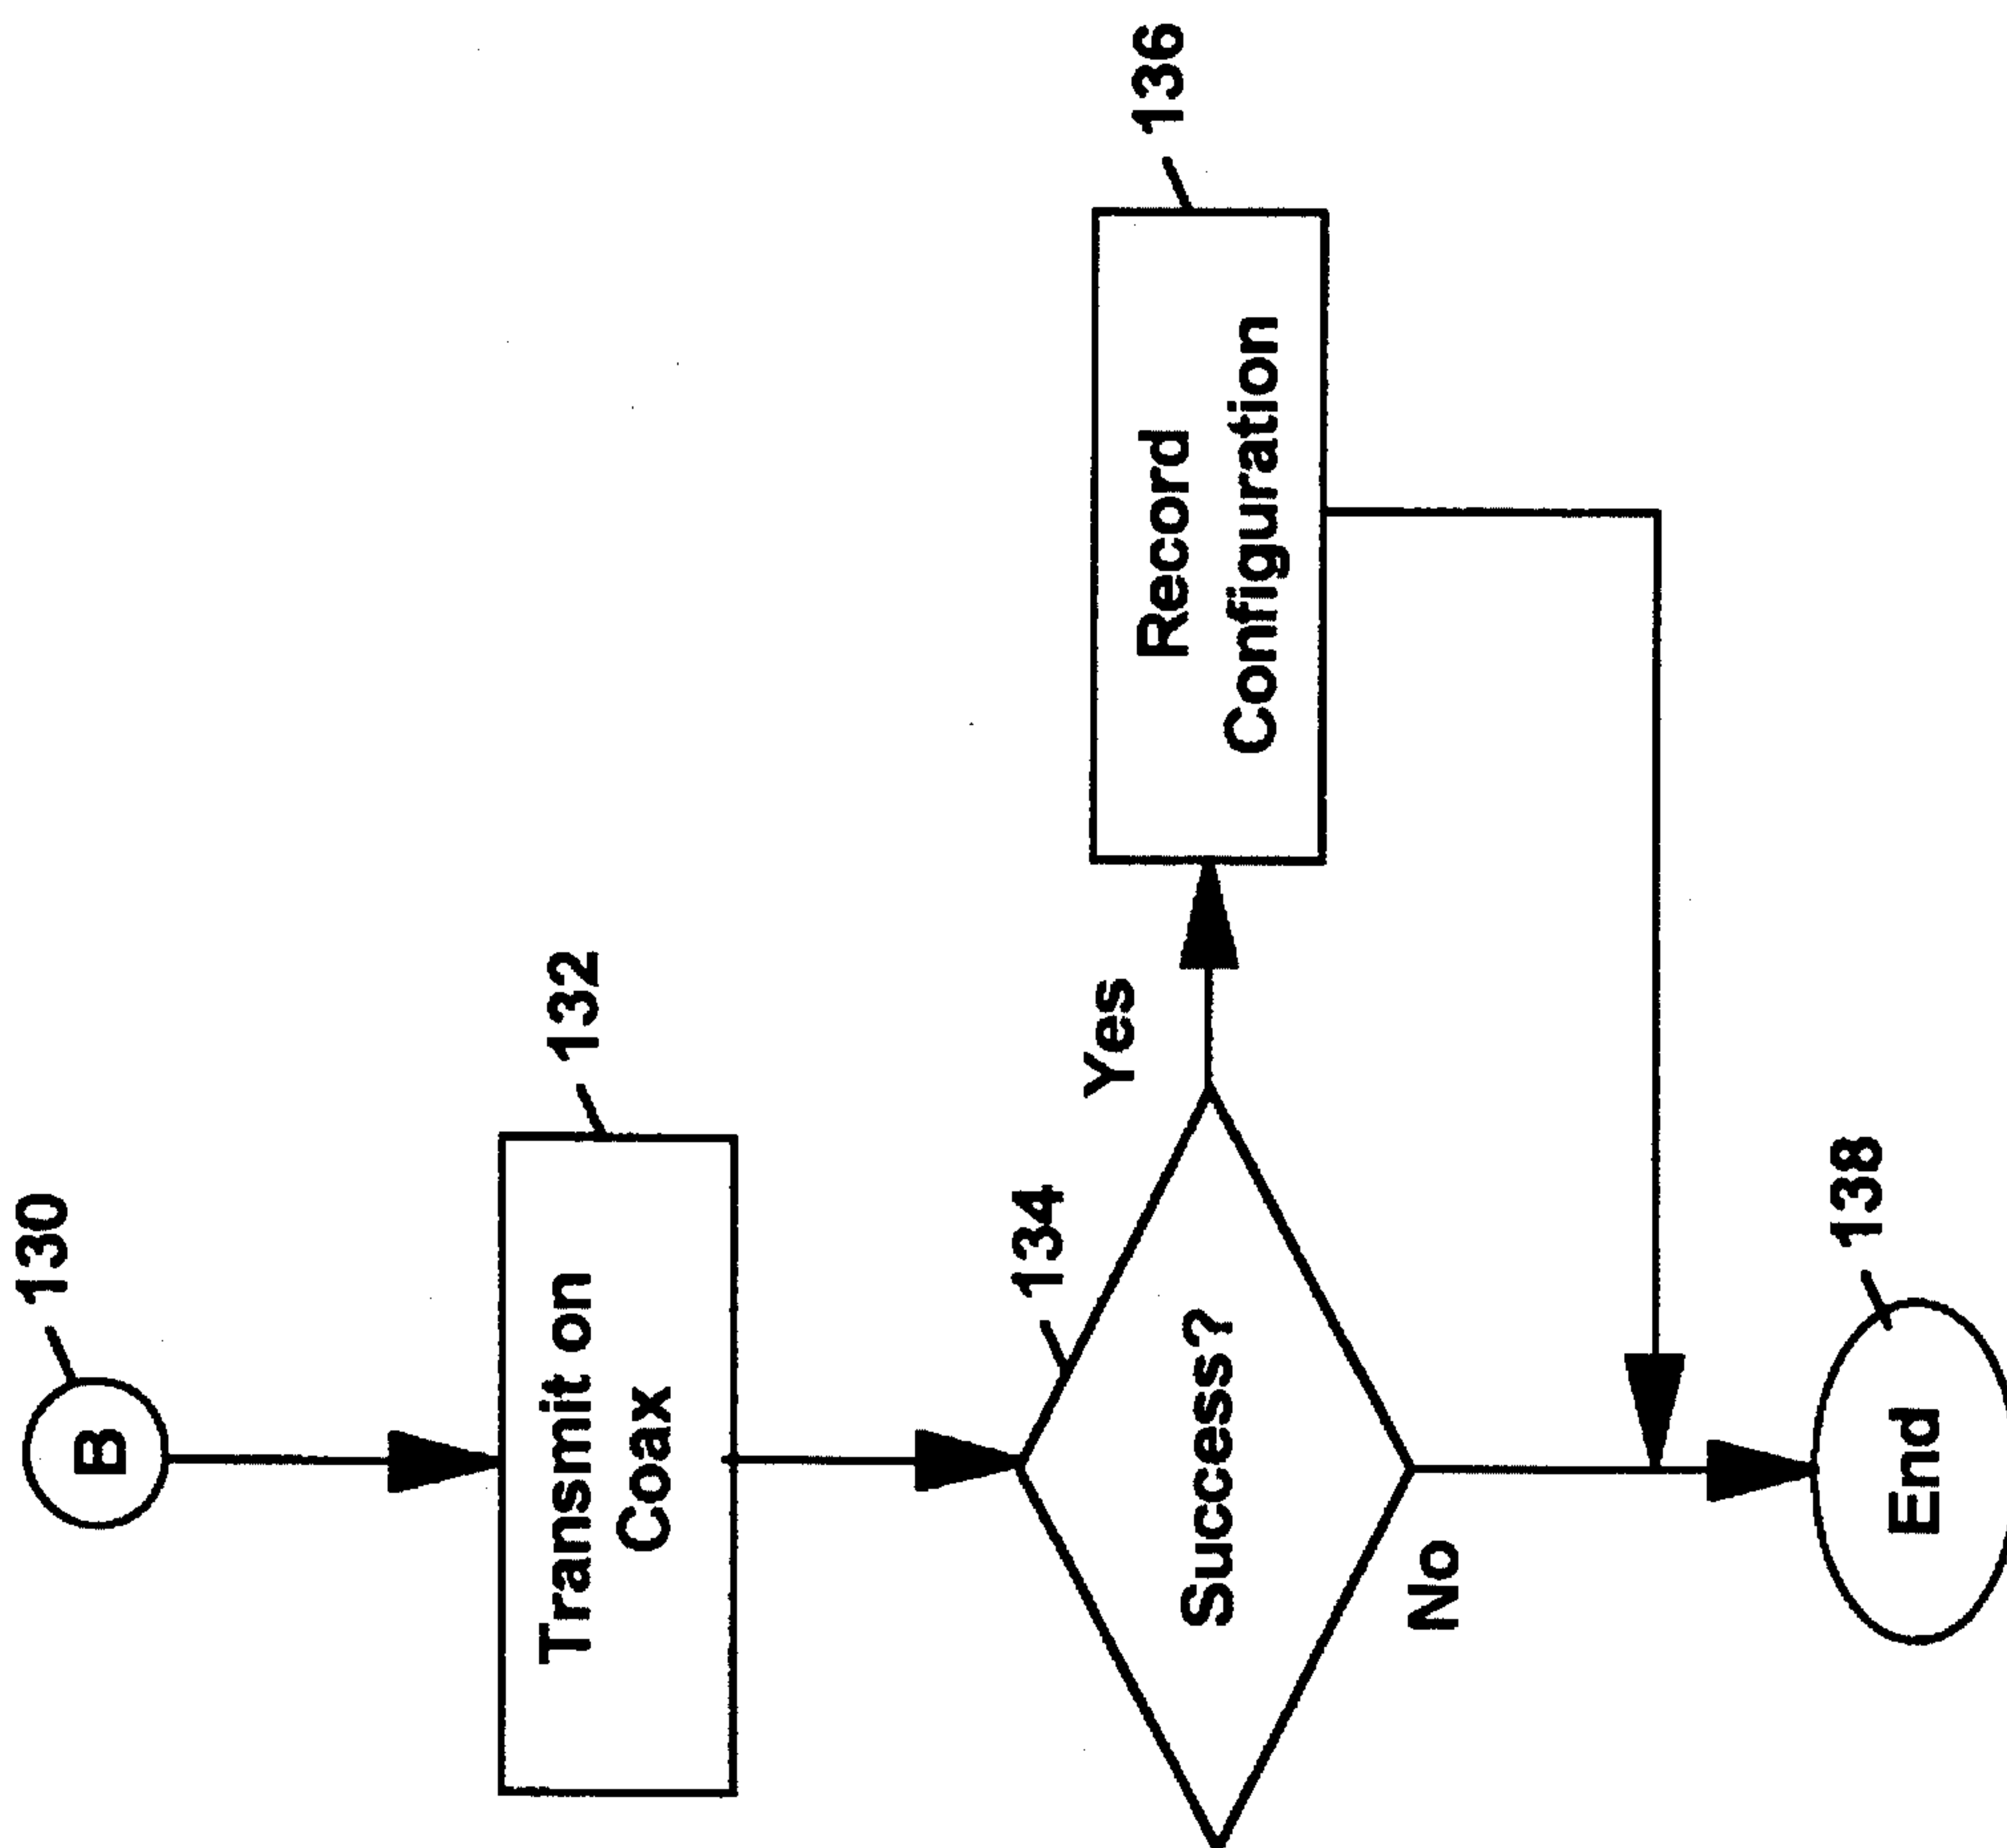 130
B
132
Transmit on
Coax
134
Success?
Yes
136
Record
Configuration
No
138
End